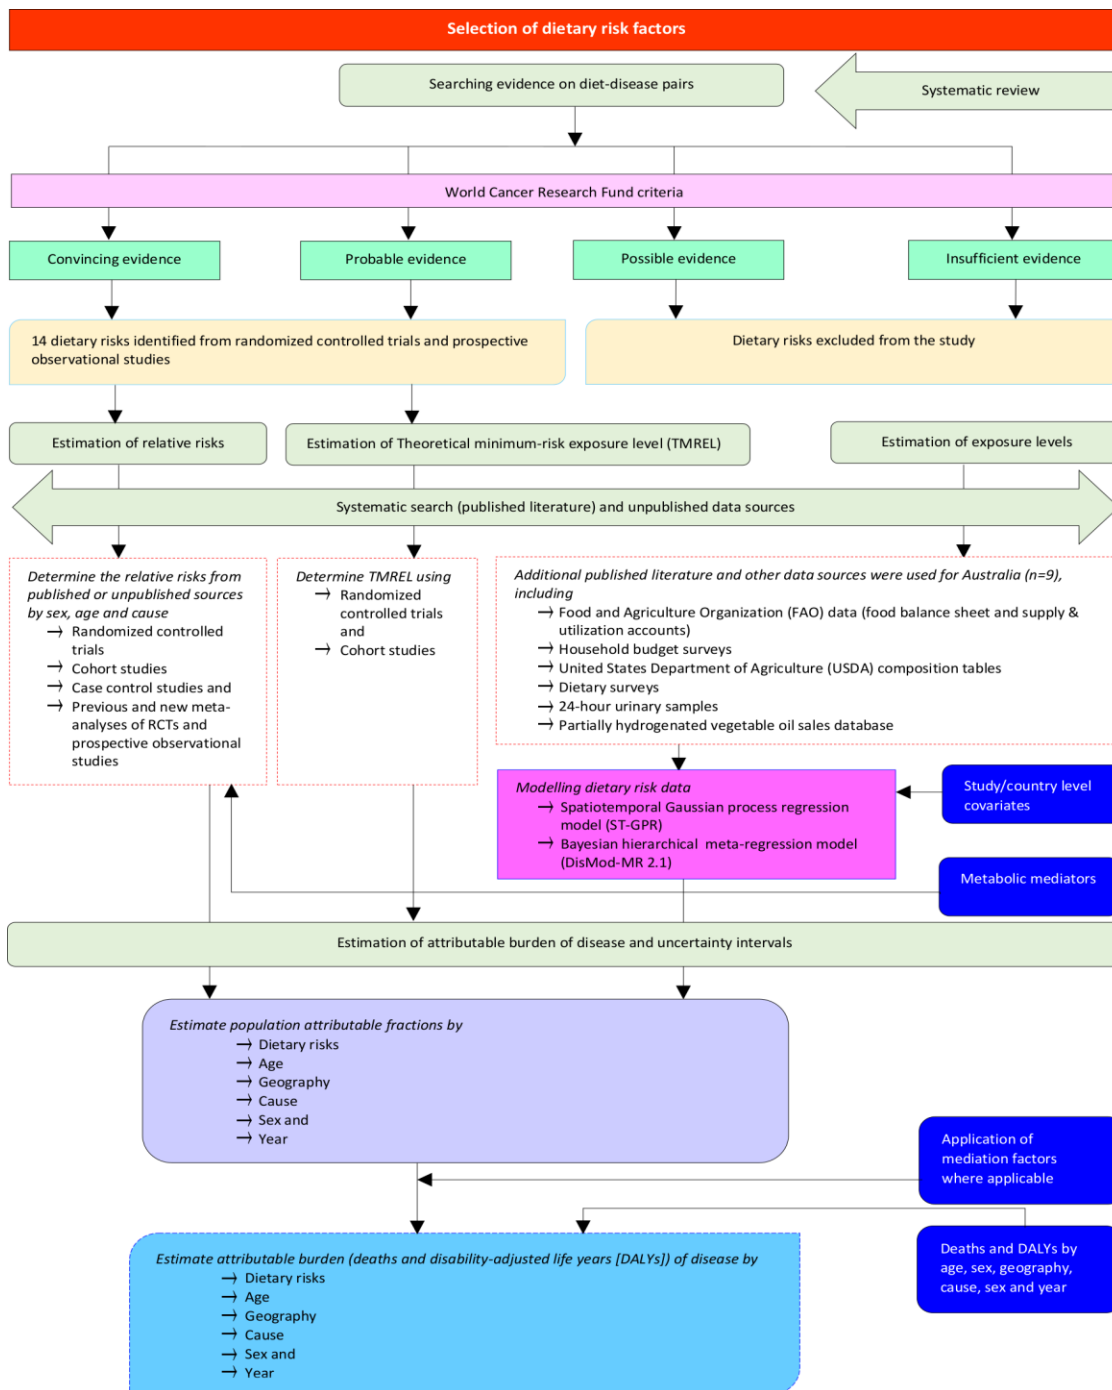 Selection of dietary risk factors
Searching evidence on diet-disease pairs
Systematic review
World Cancer Research Fund criteria
Convincing evidence
Probable evidence
Possible evidence
Insufficient evidence
14 dietary risks identified from randomized controlled trials and prospective
observational studies
Dietary risks excluded from the study
Estimation of relative risks
Estimation of Theoretical minimum-risk exposure level (TMREL)
Estimation of exposure levels
Systematic search (published literature) and unpublished data sources
Determine the relative risks from
published or unpublished sources
by sex, age and cause
→ Randomized controlled
trials
→ Cohort studies
→ Case control studies and
→ Previous and new meta-
analyses of RCTs and
prospective observational
studies
Determine TMREL using
→ Randomized controlled
trials and
→ Cohort studies
Additional published literature and other data sources were used for Australia (n=9),
including
→ Food and Agriculture Organization (FAO) data (food balance sheet and supply &
utilization accounts)
→ Household budget surveys
→ United States Department of Agriculture (USDA) composition tables
→ Dietary surveys
→ 24-hour urinary samples
→ Partially hydrogenated vegetable oil sales database
Modelling dietary risk data
→ Spatiotemporal Gaussian process regression
model (ST-GPR)
→ Bayesian hierarchical meta-regression model
(DisMod-MR 2.1)
Study/country level
covariates
Metabolic mediators
Estimation of attributable burden of disease and uncertainty intervals
Estimate population attributable fractions by
→ Dietary risks
→ Age
→ Geography
→ Cause
→ Sex and
→ Year
Application of
mediation factors
where applicable
Estimate attributable burden (deaths and disability-adjusted life years [DALYs]) of disease by
→ Dietary risks
→ Age
→ Geography
→ Cause
→ Sex and
→ Year
Deaths and DALYs by
age, sex, geography,
cause, sex and year